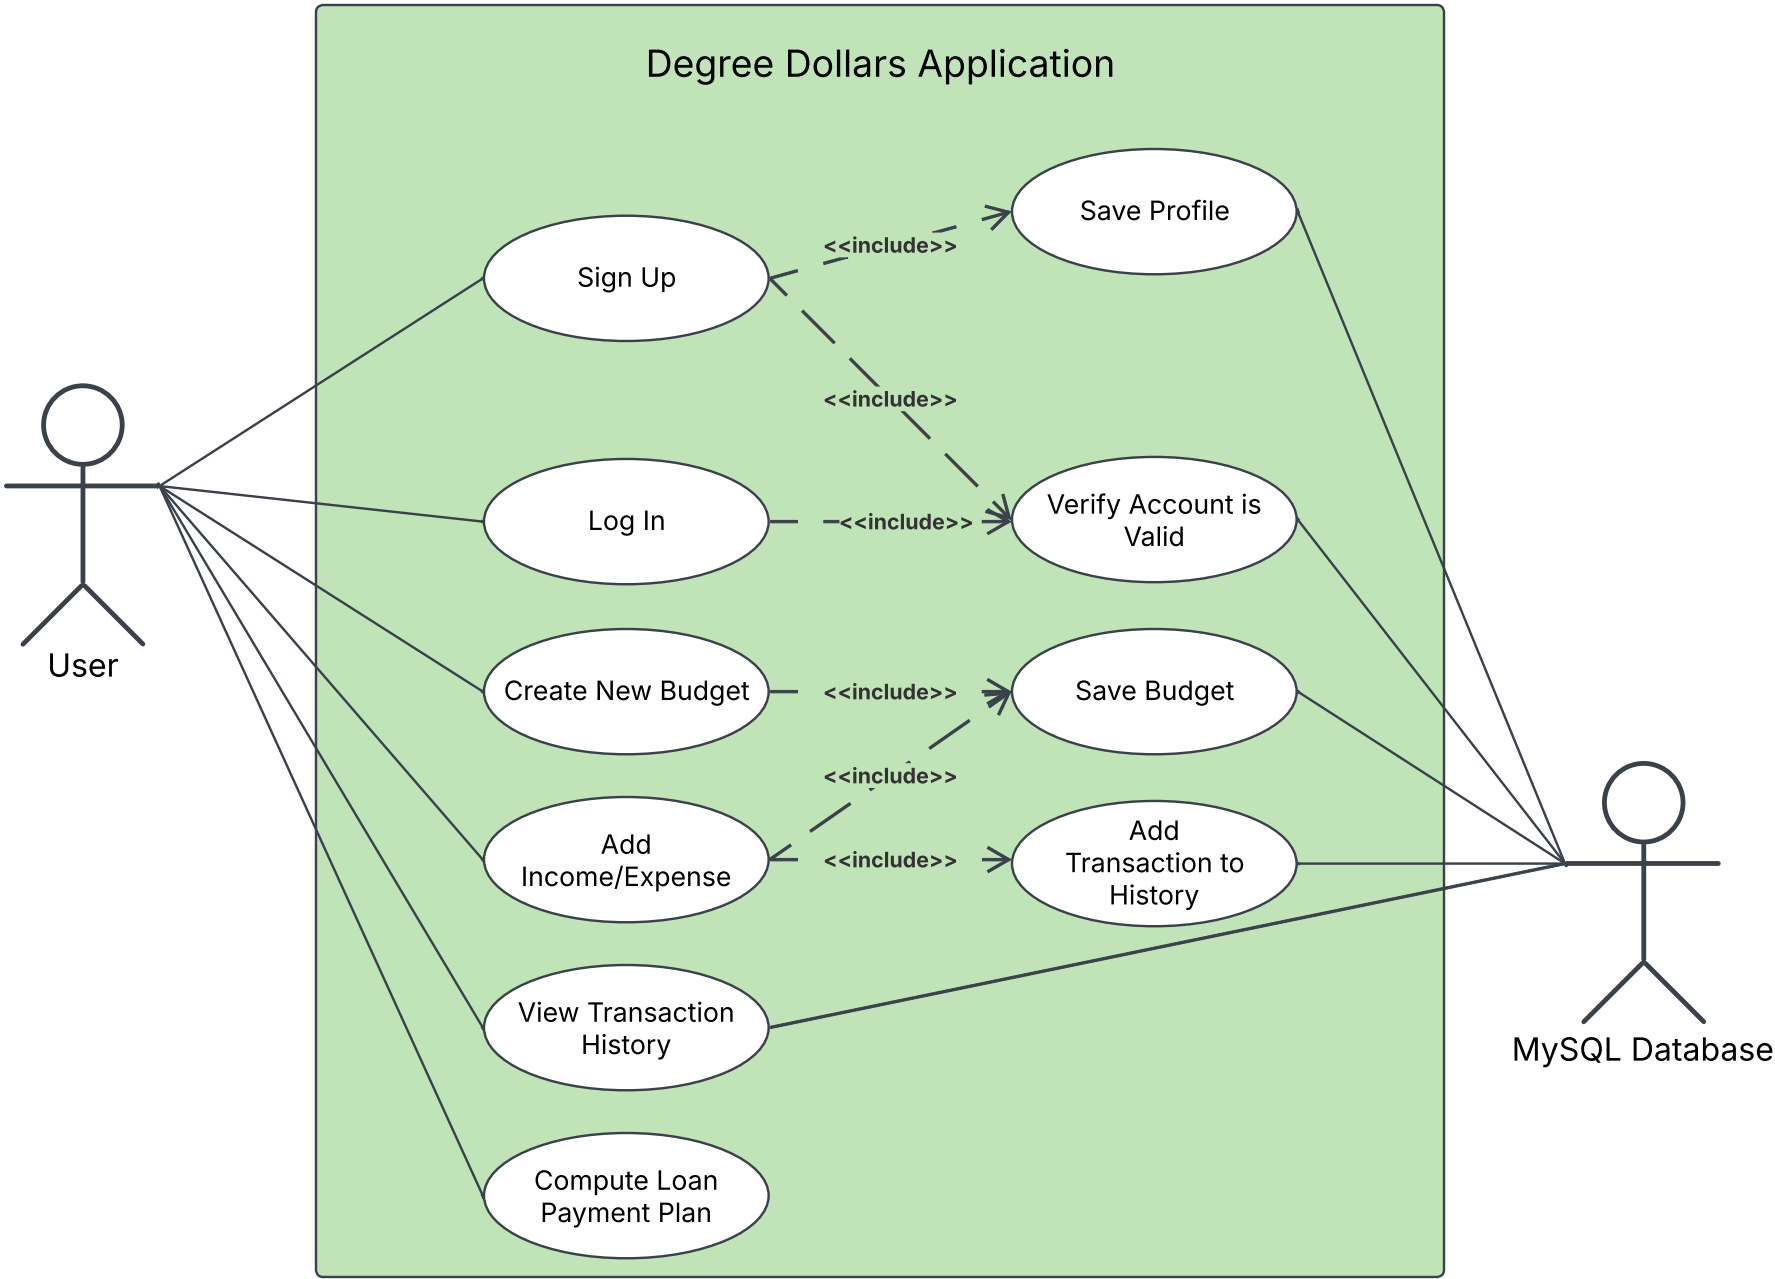 Degree Dollars Application
Save Profile
<<include>>
Sign Up
<<include>>
Verify Account is
Valid
Log In
<<include>>
User
Create New Budget
<<include>>
Save Budget
<<include>>
Add
Income/Expense
<<include>>
Add
Transaction to
History
View Transaction
History
MySQL Database
Compute Loan
Payment Plan